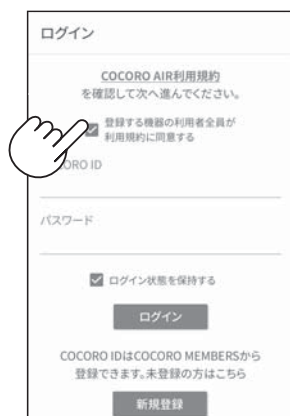 ログイン
COCORO AIR利用規約
を確認して次へ進んでください。
登録する機器の利用者全員が
利用規約に同意する
ORO ID
パスワード
ログイン状態を保持する
ログイン
COCORO IDはCOCORO MEMBERSから
登録できます。未登録の方はこちら
新規登録